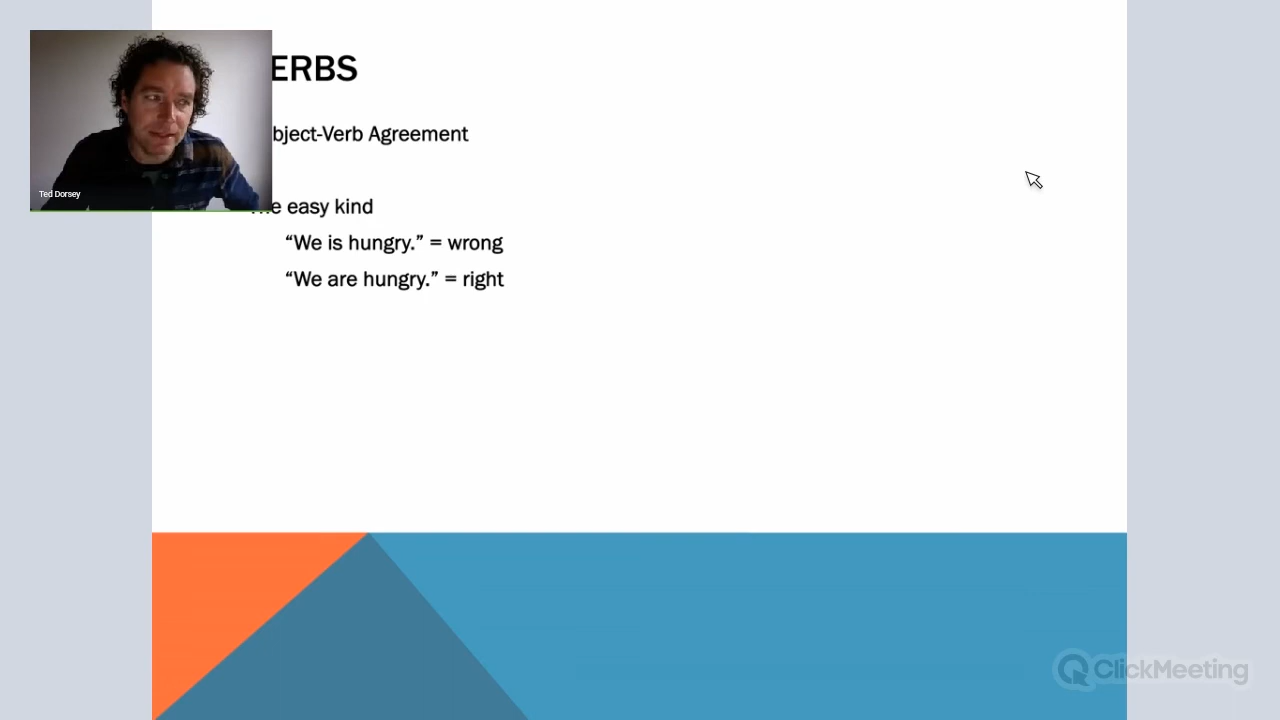 ERBS
bject-Verb Agreement
easy kind
“We is hungry.” = wrong
“We are hungry.” = right
Ted Dorsey
ClickMeeting